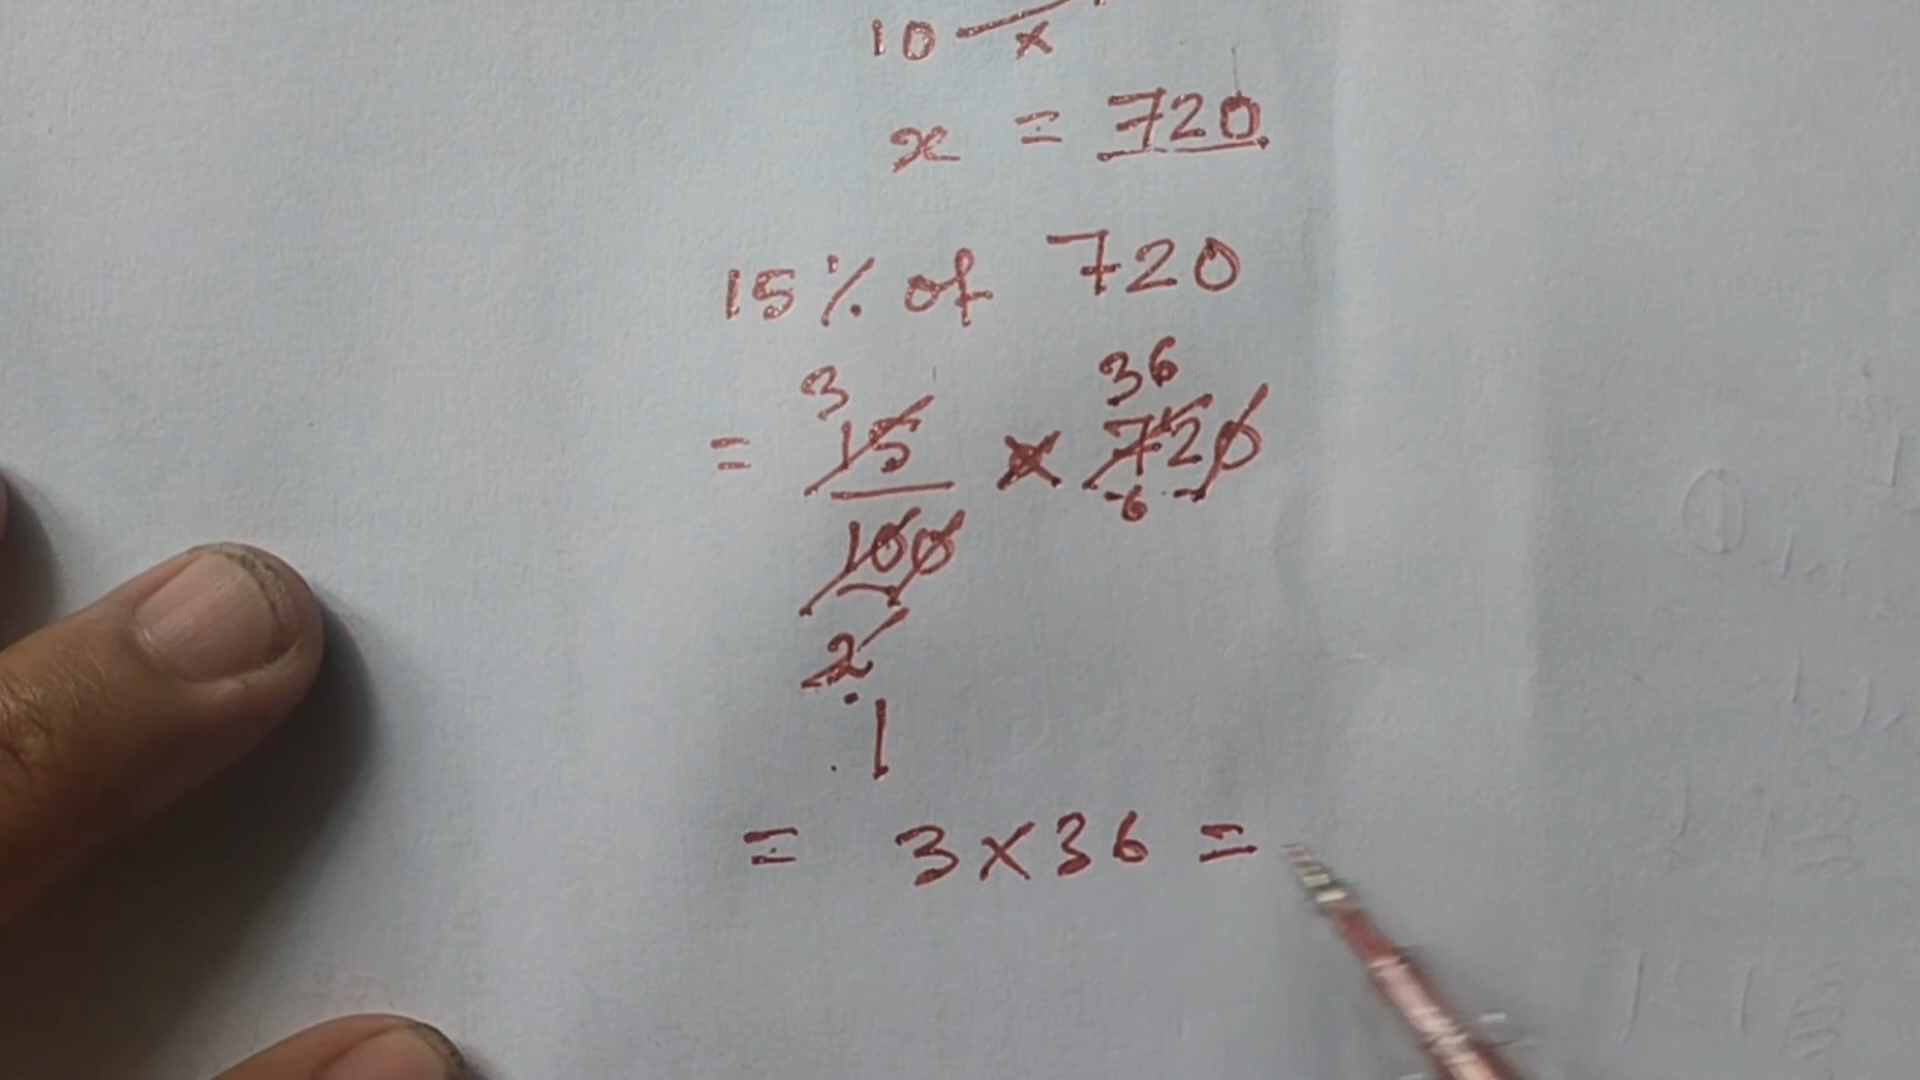 10 x
x = 720
15% of 720
3 36
= 15 × 720
6
100
2
1
= 3 × 36 =